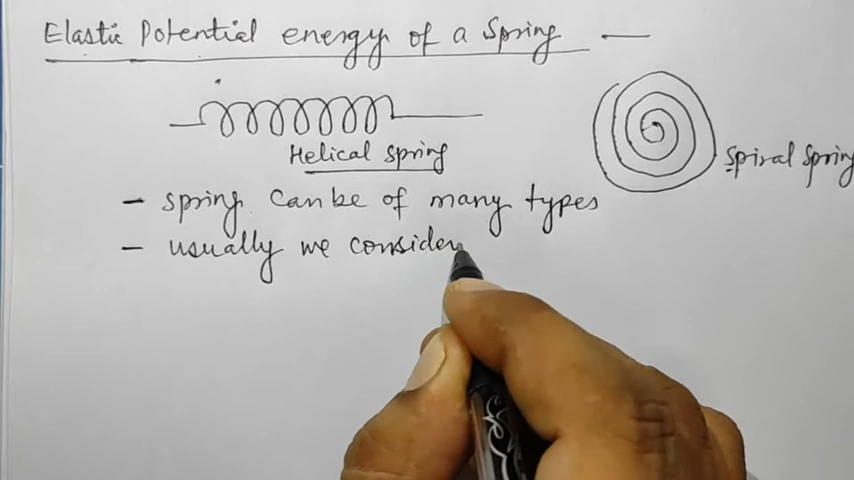 Elastic Potential energy of a Spring
Helical spring
Spiral Spring
- spring can be of many types
- usually we consider